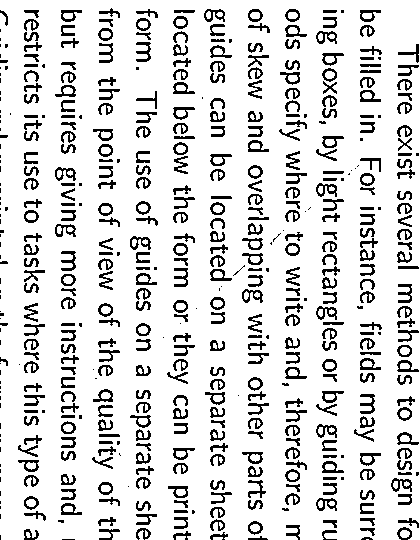 There exist several methods to design fo
be filled in. For instance, fields may be surro
ing boxes, by light rectangles or by guiding ru
ods specify where to write and, therefore, m
of skew and overlapping with other parts of
guides can be located on a separate sheet
located below the form or they can be print
form. The use of guides on a separate she
from the point of view of the quality of th
but requires giving more instructions and,
restricts its use to tasks where this type of a